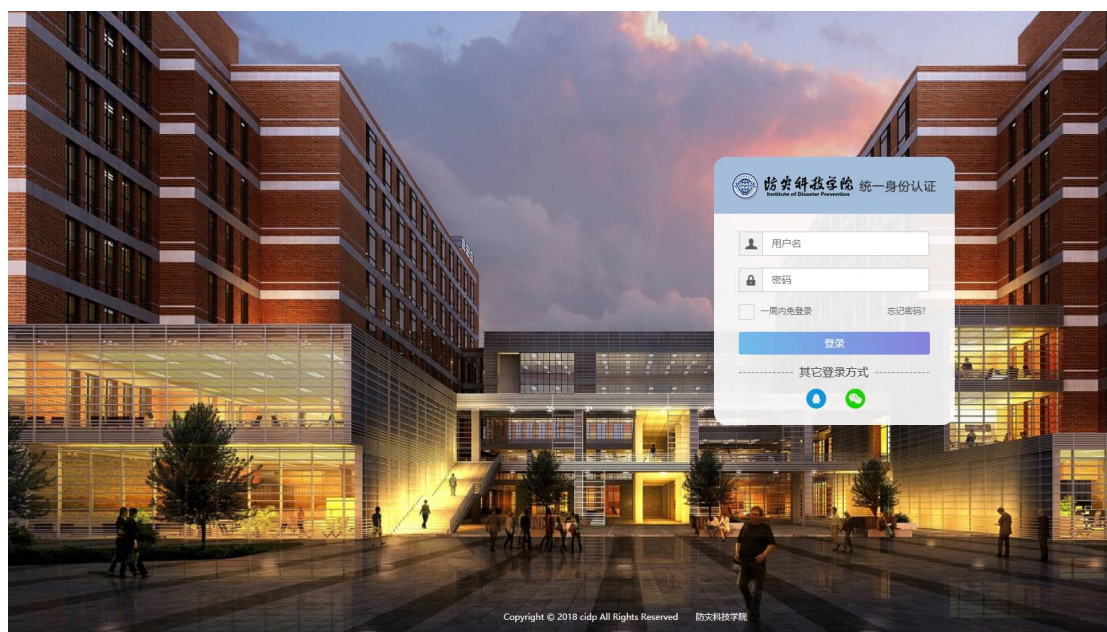 防灾科技学院 统一身份认证
Institute of Disaster Prevention
用户名
密码
一周内免登录 忘记密码?
登录
其它登录方式
Copyright © 2018 cidp All Rights Reserved 防灾科技学院